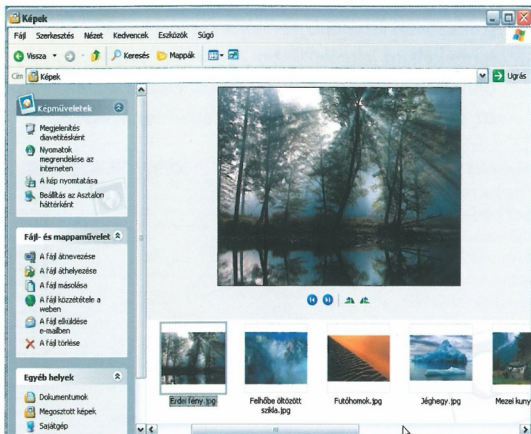 Képek
Fájl Szerkesztés Nézet Kedvencek Eszközök Súgó
Vissza Keresés Mappák
Cím Képek Ugrás
Képműveletek
Megjelenítés
diavetítésként
Nyomatok
megrendelése az
interneten
A kép nyomtatása
Beállítás az Asztalon
háttérként
Fájl- és mappaművelet
A fájl átnevezése
A fájl áthelyezése
A fájl másolása
A fájl közzététele a
weben
A fájl elküldése
e-mailben
A fájl törlése
Egyéb helyek
Dokumentumok
Megosztott képek
Sajátgép
Erdei fény.jpg
Felhőbe öltözött
szikla.jpg
Futóhomok.jpg
Jéghegy.jpg
Mezei kuny